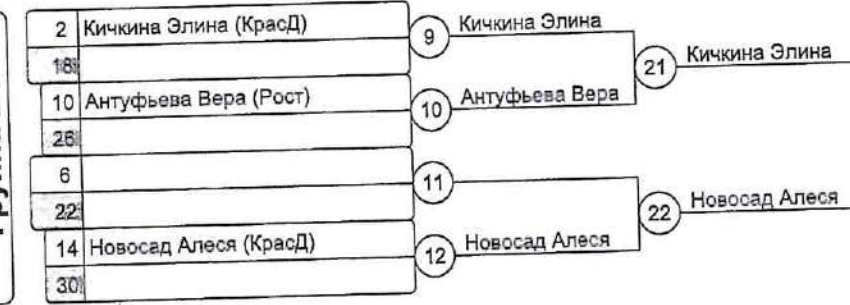 2 Кичкина Элина (КрасД)
9 Кичкина Элина
18
21 Кичкина Элина
10 Антуфьева Вера (Рост)
10 Антуфьева Вера
26
6
11
22
22 Новосад Алеся
14 Новосад Алеся (КрасД)
12 Новосад Алеся
30